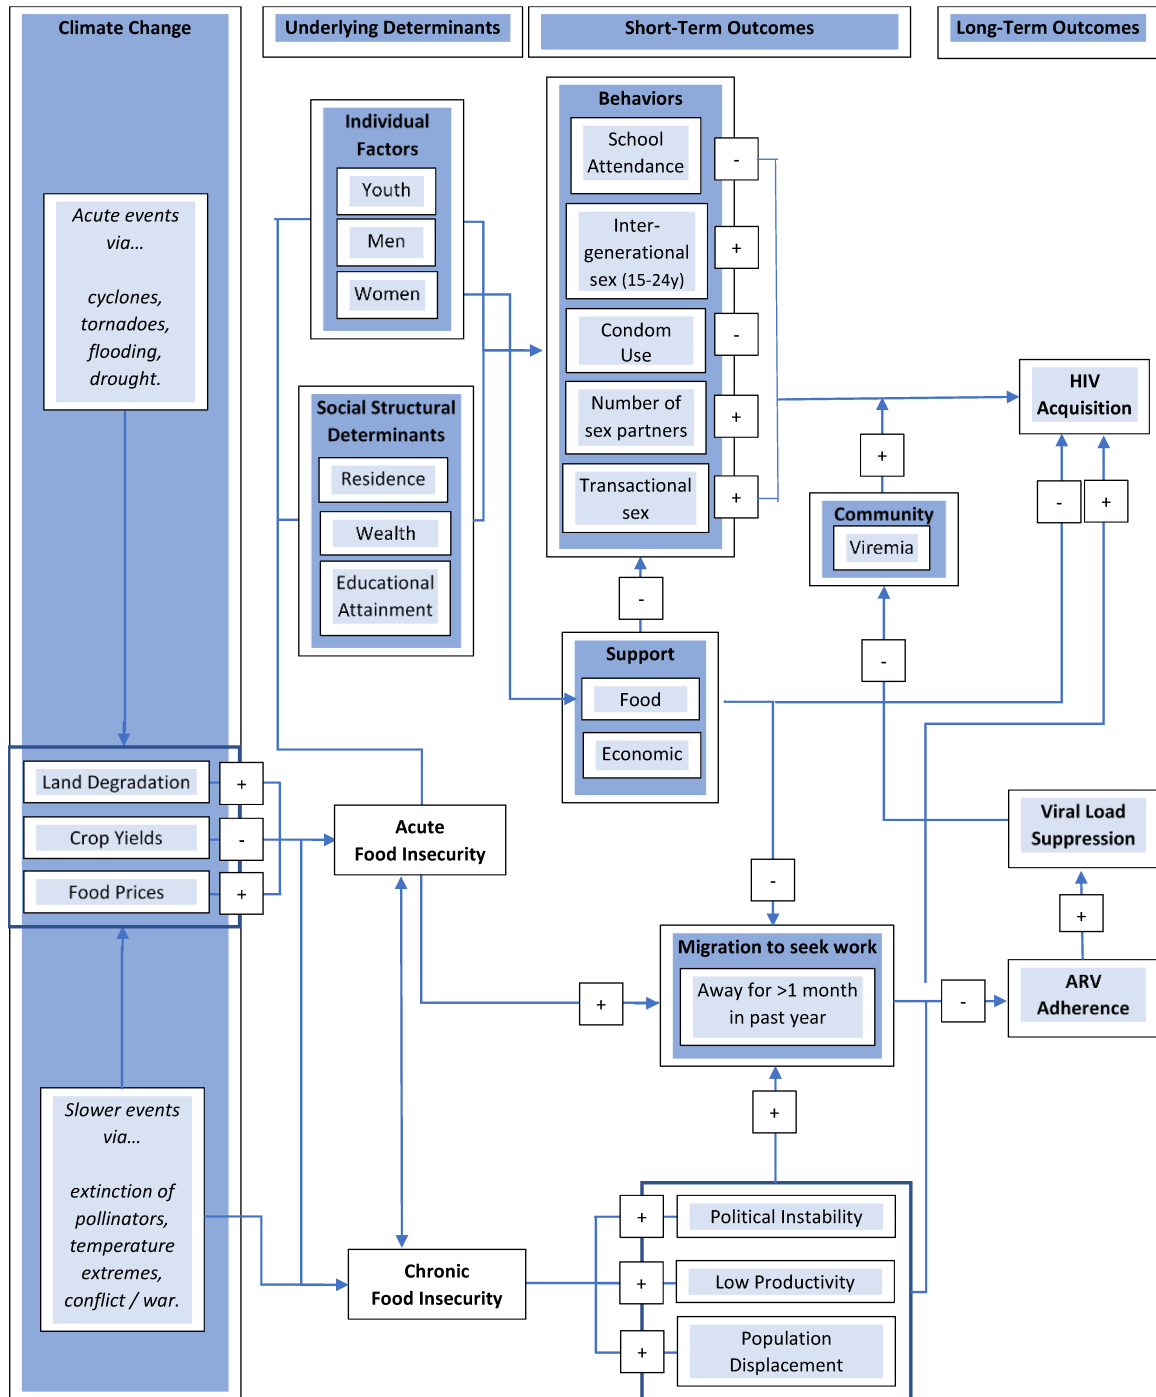 Climate Change
Underlying Determinants
Short-Term Outcomes
Long-Term Outcomes
Acute events
via...
cyclones,
tornadoes,
flooding,
drought.
Land Degradation
+
Crop Yields
-
Food Prices
+
Slower events
via...
extinction of
pollinators,
temperature
extremes,
conflict / war.
Individual
Factors
Youth
Men
Women
Social Structural
Determinants
Residence
Wealth
Educational
Attainment
Acute
Food Insecurity
Chronic
Food Insecurity
Behaviors
School
Attendance
-
Inter-
generational
sex (15-24y)
+
Condom
Use
-
Number of
sex partners
+
Transactional
sex
+
-
Support
Food
Economic
-
+
Migration to seek work
Away for >1 month
in past year
+
+
Political Instability
+
Low Productivity
+
Population
Displacement
HIV
Acquisition
-
+
+
Community
Viremia
-
Viral Load
Suppression
+
-
ARV
Adherence